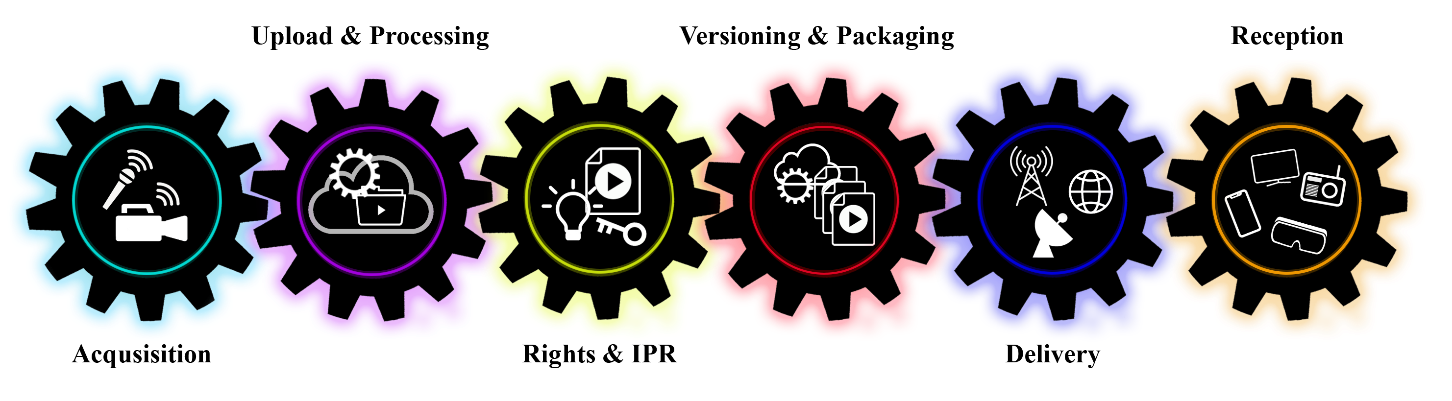 Upload & Processing
Versioning & Packaging
Reception
Acqusisition
Rights & IPR
Delivery